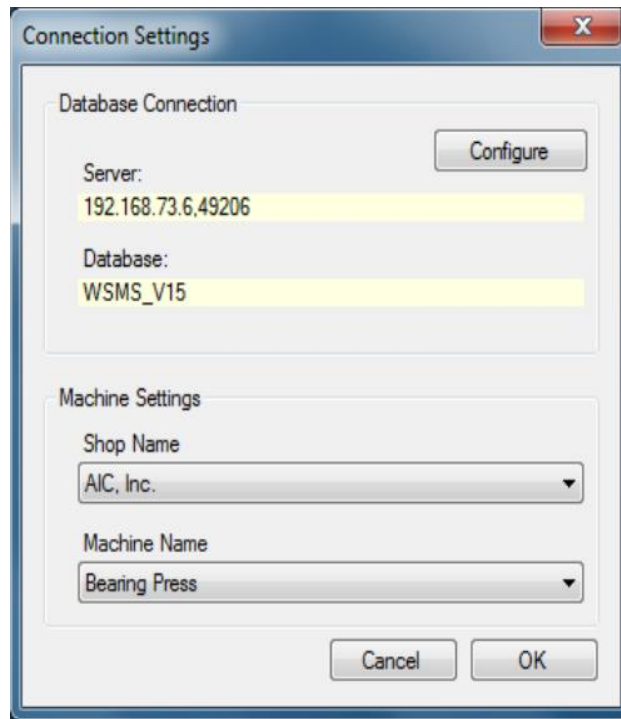 Connection Settings
X
Database Connection
Configure
Server:
192.168.73.6,49206
Database:
WSMS_V15
Machine Settings
Shop Name
AIC, Inc.
Machine Name
Bearing Press
Cancel
OK